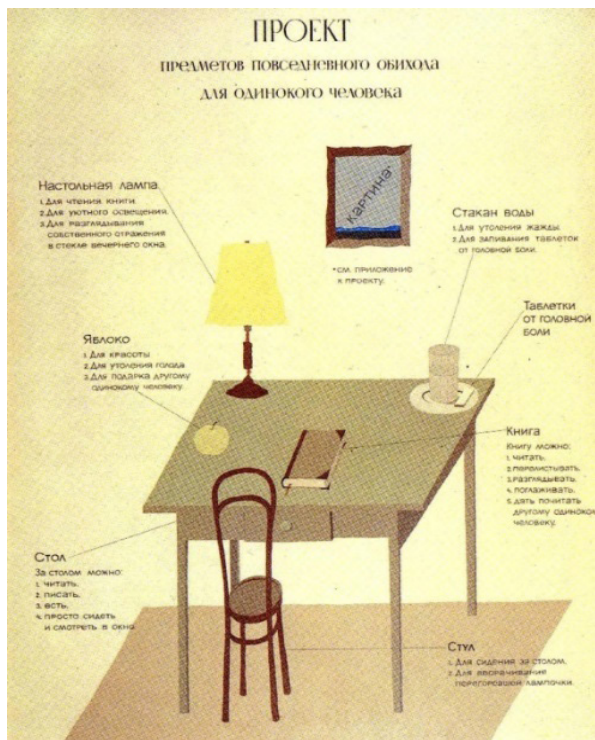 ПРОЕКТ
ПРЕДМЕТОВ ПОВСЕДНЕВНОГО ОБИХОДА
ДЛЯ ОДИНОКОГО ЧЕЛОВЕКА
Настольная лампа
1. Для чтения книги.
2. Для уютного освещения.
3. Для разглядывания
собственного отражения
в стекле вечернего окна.
картина*
*см. приложение
к проекту.
Стакан воды
1. Для утоления жажды.
2. Для запивания таблеток
от головной боли.
Таблетки
от головной
боли
Яблоко
1. Для красоты
2. Для утоления голода
3. Для подарка другому
одинокому человеку.
Книга
Книгу можно:
1. читать,
2. перелистывать,
3. разглядывать,
4. поглаживать,
5. дать почитать
другому одиноком
человеку.
Стол
За столом можно:
1. читать,
2. писать,
3. есть,
4. просто сидеть
и смотреть в окно
Стул
1. Для сидения за столом.
2. Для вворачивания
перегоревшей лампочки.